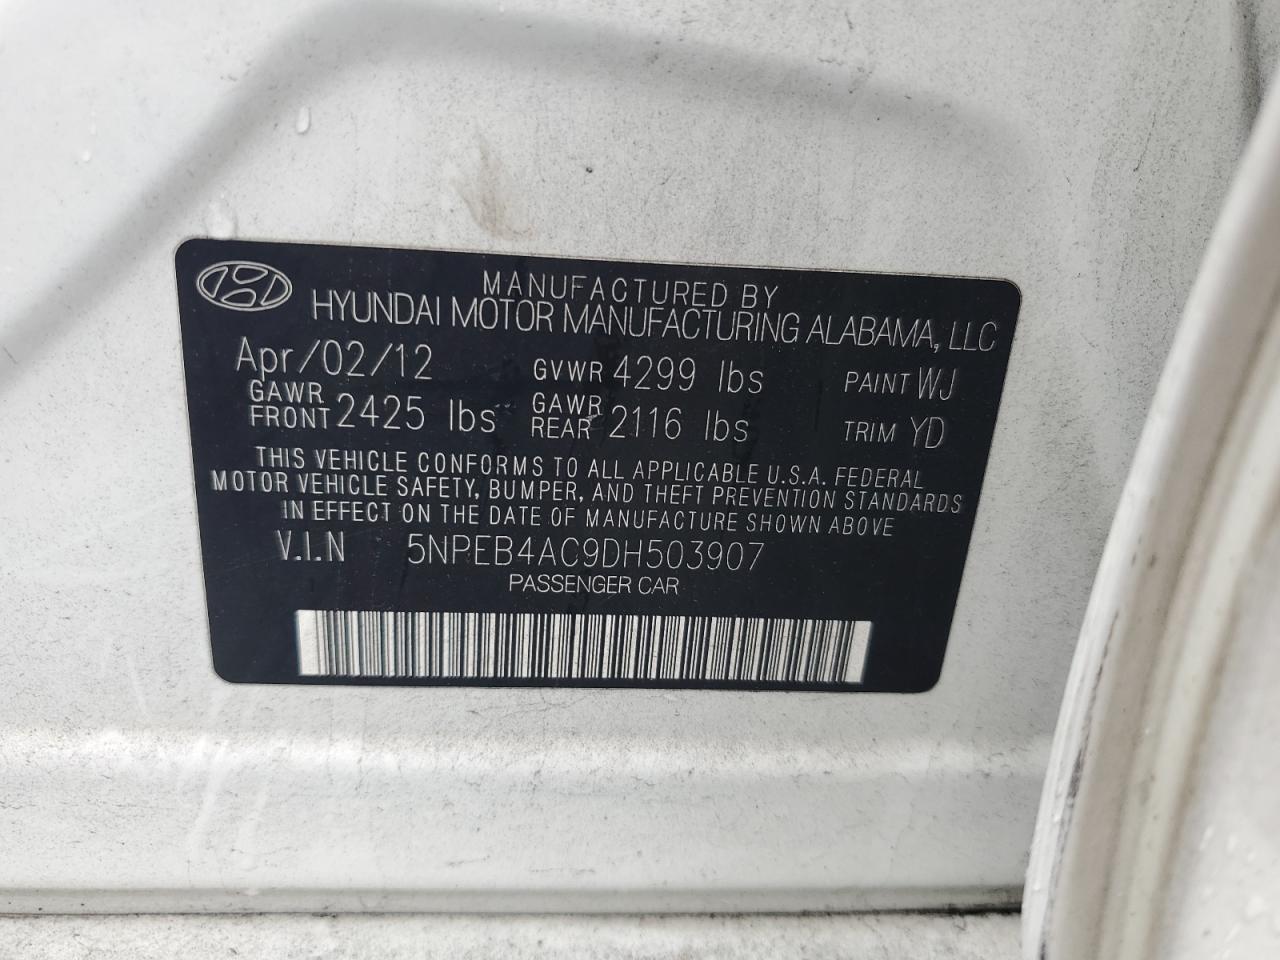 MANUFACTURED BY
HYUNDAI MOTOR MANUFACTURING ALABAMA, LLC
Apr/02/12 GVWR 4299 lbs PAINT WJ
GAWR FRONT 2425 lbs GAWR REAR 2116 lbs TRIM YD
THIS VEHICLE CONFORMS TO ALL APPLICABLE U.S.A. FEDERAL
MOTOR VEHICLE SAFETY, BUMPER, AND THEFT PREVENTION STANDARDS
IN EFFECT ON THE DATE OF MANUFACTURE SHOWN ABOVE
V.I.N 5NPEB4AC9DH503907
PASSENGER CAR